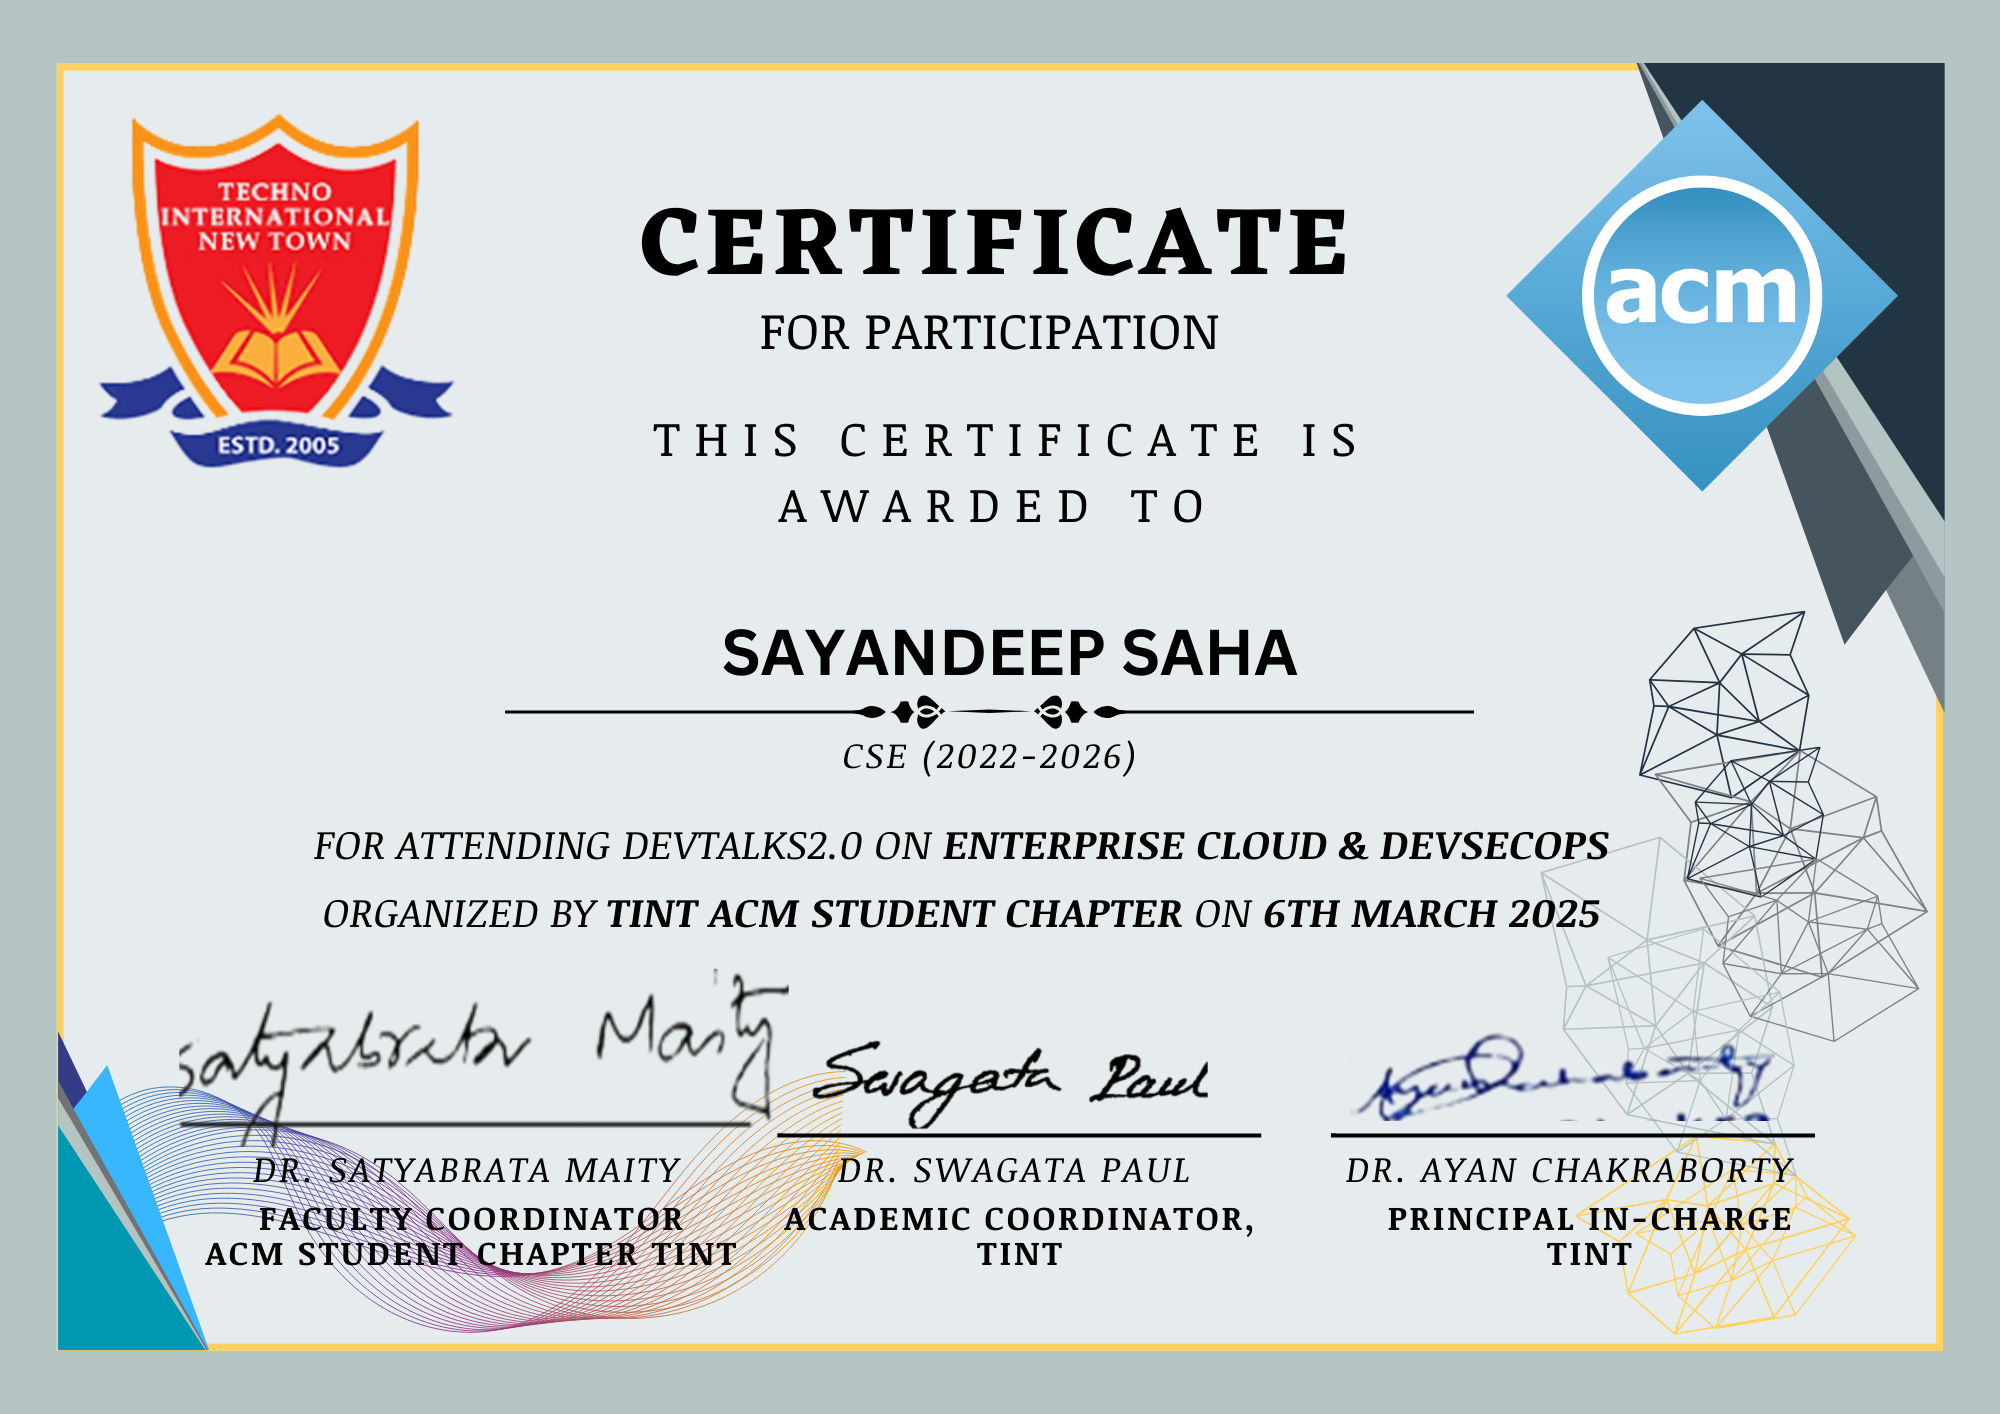 TECHNO
INTERNATIONAL
NEW TOWN
ESTD. 2005
acm
CERTIFICATE
FOR PARTICIPATION
THIS CERTIFICATE IS
AWARDED TO
SAYANDEEP SAHA
CSE (2022-2026)
FOR ATTENDING DEVTALKS2.0 ON ENTERPRISE CLOUD & DEVSECOPS
ORGANIZED BY TINT ACM STUDENT CHAPTER ON 6TH MARCH 2025
Satyabrata Maity
Swagata Paul
DR. SATYABRATA MAITY
FACULTY COORDINATOR
ACM STUDENT CHAPTER TINT
DR. SWAGATA PAUL
ACADEMIC COORDINATOR,
TINT
DR. AYAN CHAKRABORTY
PRINCIPAL IN-CHARGE
TINT